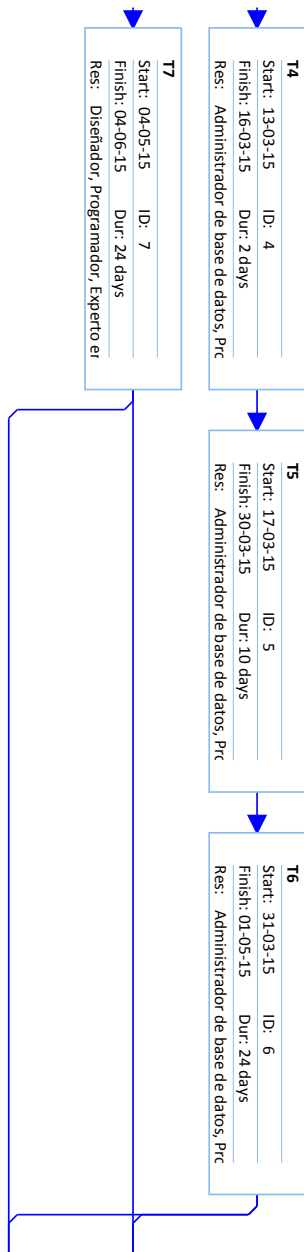 T4
Start: 13-03-15 ID: 4
Finish: 16-03-15 Dur: 2 days
Res: Administrador de base de datos, Prc
T5
Start: 17-03-15 ID: 5
Finish: 30-03-15 Dur: 10 days
Res: Administrador de base de datos, Prc
T6
Start: 31-03-15 ID: 6
Finish: 01-05-15 Dur: 24 days
Res: Administrador de base de datos, Prc
T7
Start: 04-05-15 ID: 7
Finish: 04-06-15 Dur: 24 days
Res: Diseñador, Programador, Experto er